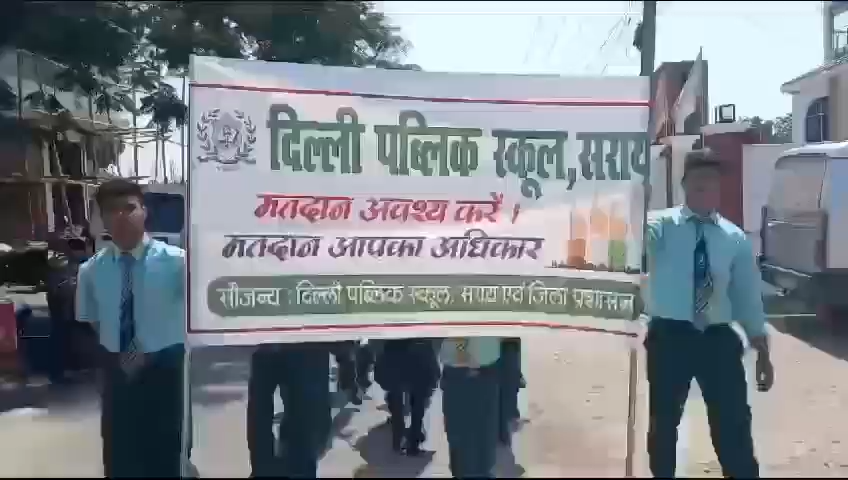 दिल्ली पब्लिक स्कूल, सराय
मतदान अवश्य करें।
मतदान आपका अधिकार
सौजन्य : दिल्ली पब्लिक स्कूल, सराय एवं जिला प्रशासन